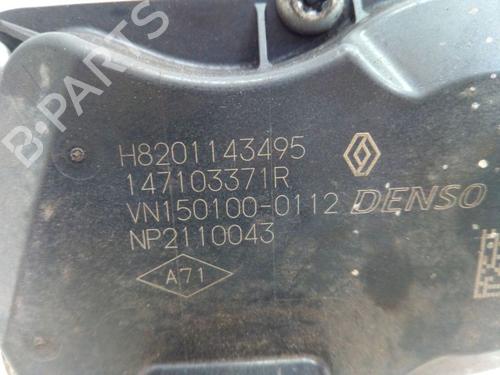 B-PARTS
H8201143495
147103371R
VN150100-0112 DENSO
NP2110043
A71